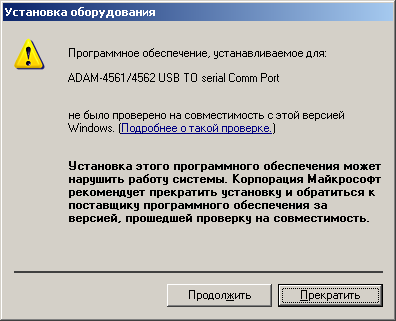 Установка оборудования
Программное обеспечение, устанавливаемое для:
ADAM-4561/4562 USB TO serial Comm Port
не было проверено на совместимость с этой версией
Windows. (Подробнее о такой проверке.)
Установка этого программного обеспечения может
нарушить работу системы. Корпорация Майкрософт
рекомендует прекратить установку и обратиться к
поставщику программного обеспечения за
версией, прошедшей проверку на совместимость.
Продолжить
Прекратить